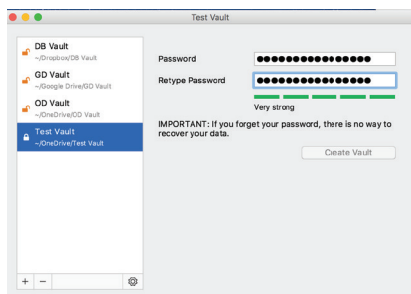 Test Vault
DB Vault
~/Dropbox/DB Vault
GD Vault
~/Google Drive/GD Vault
OD Vault
~/OneDrive/OD Vault
Test Vault
~/OneDrive/Test Vault
Password
Retype Password
Very strong
IMPORTANT: If you forget your password, there is no way to
recover your data.
Create Vault